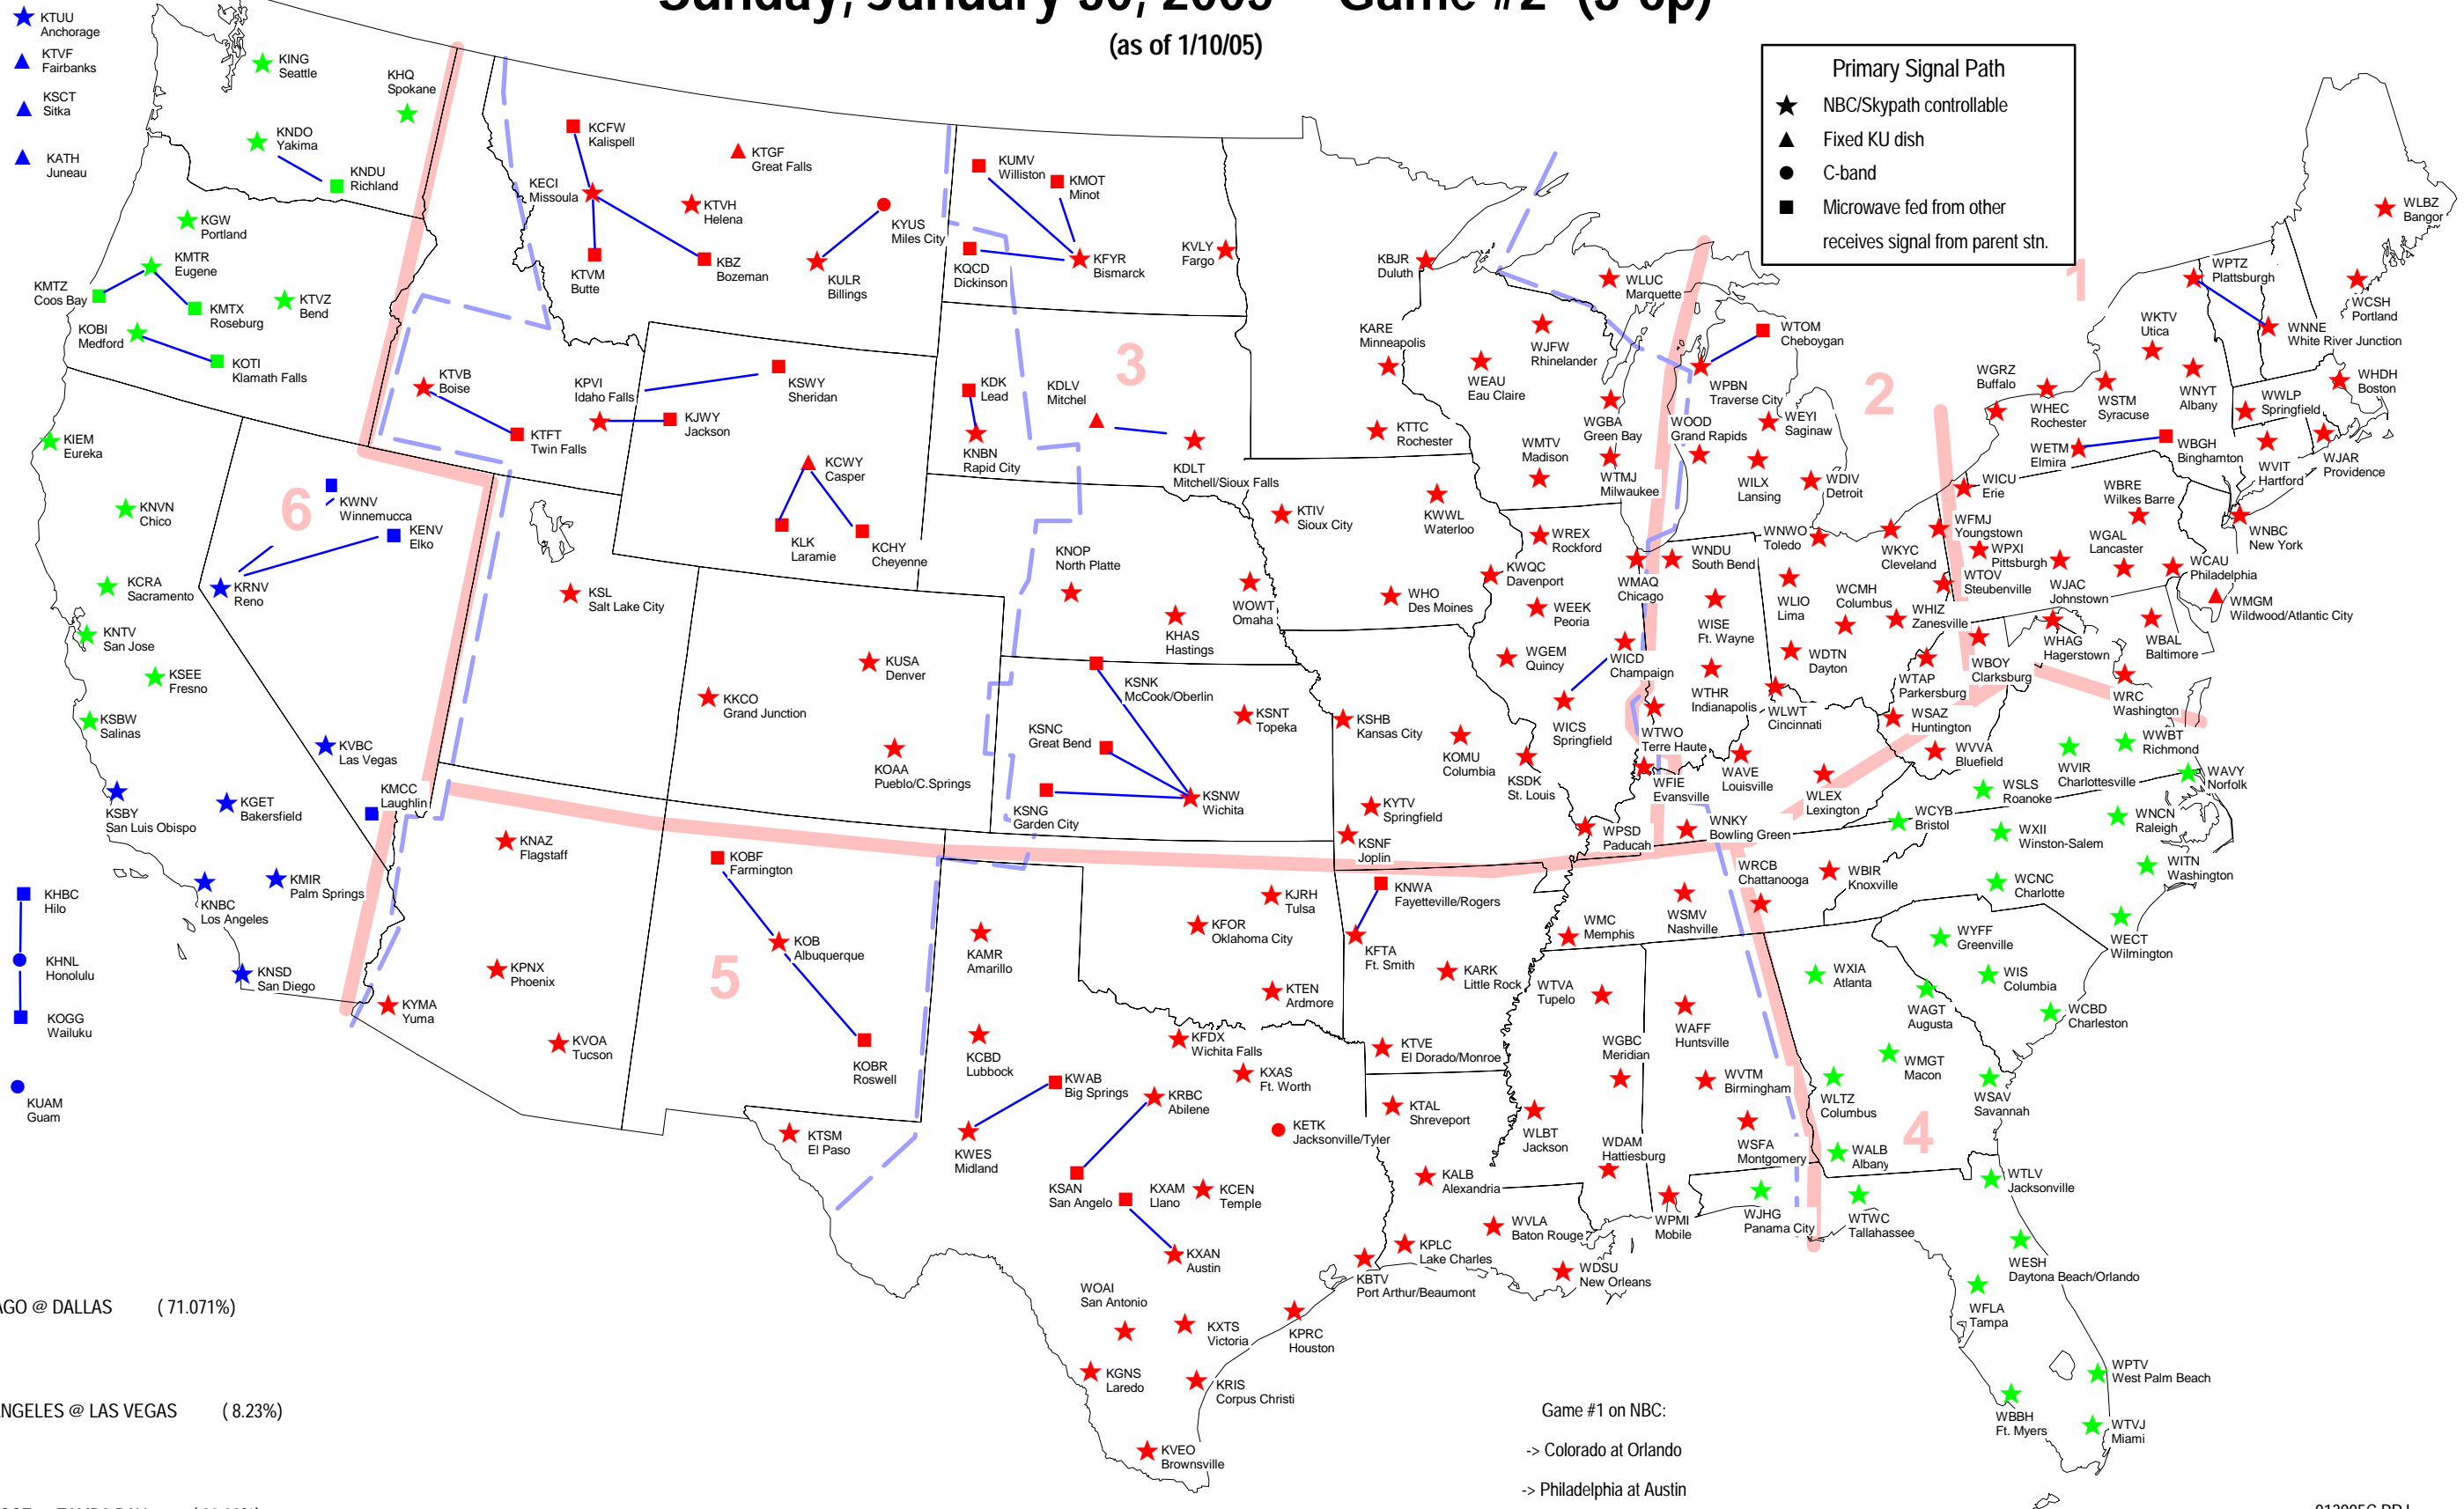 Sunday, January 30, 2005
Game #2
(as of 1/10/05)
Primary Signal Path
NBC/Skypath controllable
Fixed KU dish
C-band
Microwave fed from other
receives signal from parent stn.
KTUU
Anchorage
KTVF
Fairbanks
KSCT
Sitka
KATH
Juneau
KING
Seattle
KHQ
Spokane
KNDO
Yakima
KNDU
Richland
KGW
Portland
KMTR
Eugene
KMTZ
Coos Bay
KMTX
Roseburg
KTVZ
Bend
KOBI
Medford
KOTI
Klamath Falls
KIEM
Eureka
KNVN
Chico
KCRA
Sacramento
KNTV
San Jose
KSEE
Fresno
KSBW
Salinas
6
KWNV
Winnemucca
KENV
Elko
KRNV
Reno
KVBC
Las Vegas
KMCC
Laughlin
KSBY
San Luis Obispo
KGET
Bakersfield
KNBC
Los Angeles
KMIR
Palm Springs
KNSD
San Diego
KHBC
Hilo
KHNL
Honolulu
KOGG
Wailuku
KUAM
Guam
KCFW
Kalispell
KTGF
Great Falls
KECI
Missoula
KTVH
Helena
KYUS
Miles City
KTVM
Butte
KBZ
Bozeman
KULR
Billings
KTVB
Boise
KTFT
Twin Falls
KPVI
Idaho Falls
KSWY
Sheridan
KJWY
Jackson
KCWY
Casper
KLK
Laramie
KCHY
Cheyenne
KSL
Salt Lake City
KUSA
Denver
KKCO
Grand Junction
KOAA
Pueblo/C.Springs
KUMV
Williston
KMOT
Minot
KQCD
Dickinson
KFYR
Bismarck
KVLY
Fargo
3
KDK
Lead
KDLV
Mitchel
KNBN
Rapid City
KDLT
Mitchell/Sioux Falls
KNOP
North Platte
KHAS
Hastings
WOWT
Omaha
KTIV
Sioux City
KSNK
McCook/Oberlin
KSNC
Great Bend
KSNG
Garden City
KSNW
Wichita
KSNT
Topeka
KBJR
Duluth
KARE
Minneapolis
KTTC
Rochester
WEAU
Eau Claire
WJFW
Rhinelander
WLUC
Marquette
WGBA
Green Bay
WMTV
Madison
WTMJ
Milwaukee
KWWL
Waterloo
KWQC
Davenport
WHO
Des Moines
WREX
Rockford
WEEK
Peoria
WMAQ
Chicago
WGEM
Quincy
WICD
Champaign
WICS
Springfield
KSHB
Kansas City
KOMU
Columbia
KSDK
St. Louis
KYTV
Springfield
KSNF
Joplin
WPSD
Paducah
1
2
WTOM
Cheboygan
WPBN
Traverse City
WOOD
Grand Rapids
WEYI
Saginaw
WILX
Lansing
WDIV
Detroit
WNDU
South Bend
WISE
Ft. Wayne
WTHR
Indianapolis
WTWO
Terre Haute
WFIE
Evansville
WNWO
Toledo
WLIO
Lima
WCMH
Columbus
WDTN
Dayton
WLWT
Cincinnati
WHIZ
Zanesville
WKYC
Cleveland
WFMJ
Youngstown
WTOV
Steubenville
WTAP
Parkersburg
WSAZ
Huntington
WBOY
Clarksburg
WVVA
Bluefield
WAVE
Louisville
WLEX
Lexington
WNKY
Bowling Green
WLBZ
Bangor
WCSH
Portland
WPTZ
Plattsburgh
WNNE
White River Junction
WKTV
Utica
WNYT
Albany
WSTM
Syracuse
WHEC
Rochester
WGRZ
Buffalo
WETM
Elmira
WBGH
Binghamton
WHDH
Boston
WWLP
Springfield
WVIT
Hartford
WJAR
Providence
WICU
Erie
WBRE
Wilkes Barre
WNBC
New York
WPXI
Pittsburgh
WJAC
Johnstown
WGAL
Lancaster
WCAU
Philadelphia
WMGM
Wildwood/Atlantic City
WHAG
Hagerstown
WBAL
Baltimore
WRC
Washington
WWBT
Richmond
WVIR
Charlottesville
WAVY
Norfolk
WSLS
Roanoke
WCYB
Bristol
WXII
Winston-Salem
WNCN
Raleigh
WITN
Washington
WCNC
Charlotte
WECT
Wilmington
WYFF
Greenville
WIS
Columbia
WCBD
Charleston
WXIA
Atlanta
WAGT
Augusta
WMGT
Macon
WSAV
Savannah
WLTZ
Columbus
WALB
Albany
4
WTLV
Jacksonville
WTWC
Tallahassee
WJHG
Panama City
WESH
Daytona Beach/Orlando
WFLA
Tampa
WPTV
West Palm Beach
WBBH
Ft. Myers
WTVJ
Miami
WRCB
Chattanooga
WBIR
Knoxville
WSMV
Nashville
WMC
Memphis
WTVA
Tupelo
WAFF
Huntsville
WGBC
Meridian
WVTM
Birmingham
WSFA
Montgomery
WLBT
Jackson
WDAM
Hattiesburg
WPMI
Mobile
WVLA
Baton Rouge
WDSU
New Orleans
KPLC
Lake Charles
KALB
Alexandria
KTAL
Shreveport
KTVE
El Dorado/Monroe
KNWA
Fayetteville/Rogers
KFTA
Ft. Smith
KARK
Little Rock
KJRH
Tulsa
KFOR
Oklahoma City
KTEN
Ardmore
KFDX
Wichita Falls
KXAS
Ft. Worth
KETK
Jacksonville/Tyler
KAMR
Amarillo
KCBD
Lubbock
KWAB
Big Springs
KWES
Midland
KRBC
Abilene
KSAN
San Angelo
KXAM
Llano
KCEN
Temple
KXAN
Austin
KBTV
Port Arthur/Beaumont
KPRC
Houston
WOAI
San Antonio
KXTS
Victoria
KGNS
Laredo
KRIS
Corpus Christi
KVEO
Brownsville
KTSM
El Paso
5
KNAZ
Flagstaff
KPNX
Phoenix
KYMA
Yuma
KVOA
Tucson
KOBF
Farmington
KOB
Albuquerque
KOBR
Roswell
AGO @ DALLAS ( 71.071%)
NGELES @ LAS VEGAS ( 8.23%)
Game #1 on NBC:
-> Colorado at Orlando
-> Philadelphia at Austin